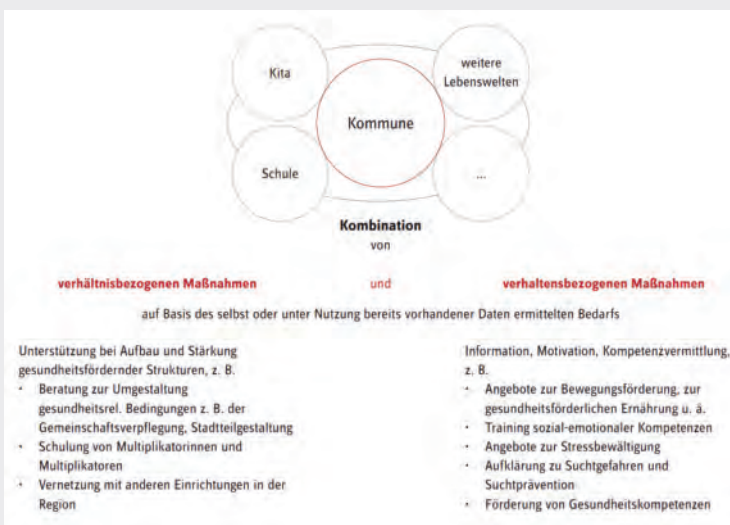 Kita
weitere
Lebenswelten
Kommune
Schule
...
Kombination
von
verhältnisbezogenen Maßnahmen und verhaltensbezogenen Maßnahmen
auf Basis des selbst oder unter Nutzung bereits vorhandener Daten ermittelten Bedarfs
Unterstützung bei Aufbau und Stärkung
gesundheitsfördernder Strukturen, z. B.
· Beratung zur Umgestaltung
gesundheitsrel. Bedingungen z. B. der
Gemeinschaftsverpflegung, Stadtteilgestaltung
· Schulung von Multiplikatorinnen und
Multiplikatoren
· Vernetzung mit anderen Einrichtungen in der
Region
Information, Motivation, Kompetenzvermittlung,
z. B.
· Angebote zur Bewegungsförderung, zur
gesundheitsförderlichen Ernährung u. ä.
· Training sozial-emotionaler Kompetenzen
· Angebote zur Stressbewältigung
· Aufklärung zu Suchtgefahren und
Suchtprävention
· Förderung von Gesundheitskompetenzen